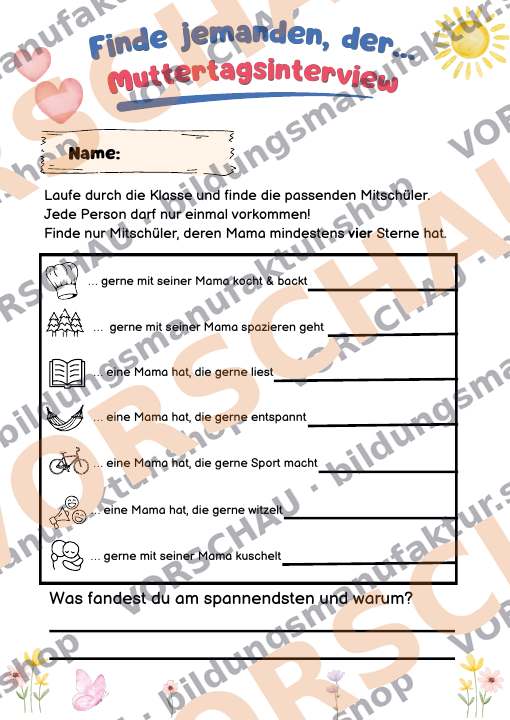 Finde jemanden, der...
Muttertagsinterview
Name:
Laufe durch die Klasse und finde die passenden Mitschüler.
Jede Person darf nur einmal vorkommen!
Finde nur Mitschüler, deren Mama mindestens vier Sterne hat.
... gerne mit seiner Mama kocht & backt
... gerne mit seiner Mama spazieren geht
... eine Mama hat, die gerne liest
... eine Mama hat, die gerne entspannt
... eine Mama hat, die gerne Sport macht
... eine Mama hat, die gerne witzelt
... gerne mit seiner Mama kuschelt
Was fandest du am spannendsten und warum?
VORSCHAU · bildungsmanufaktur.shop